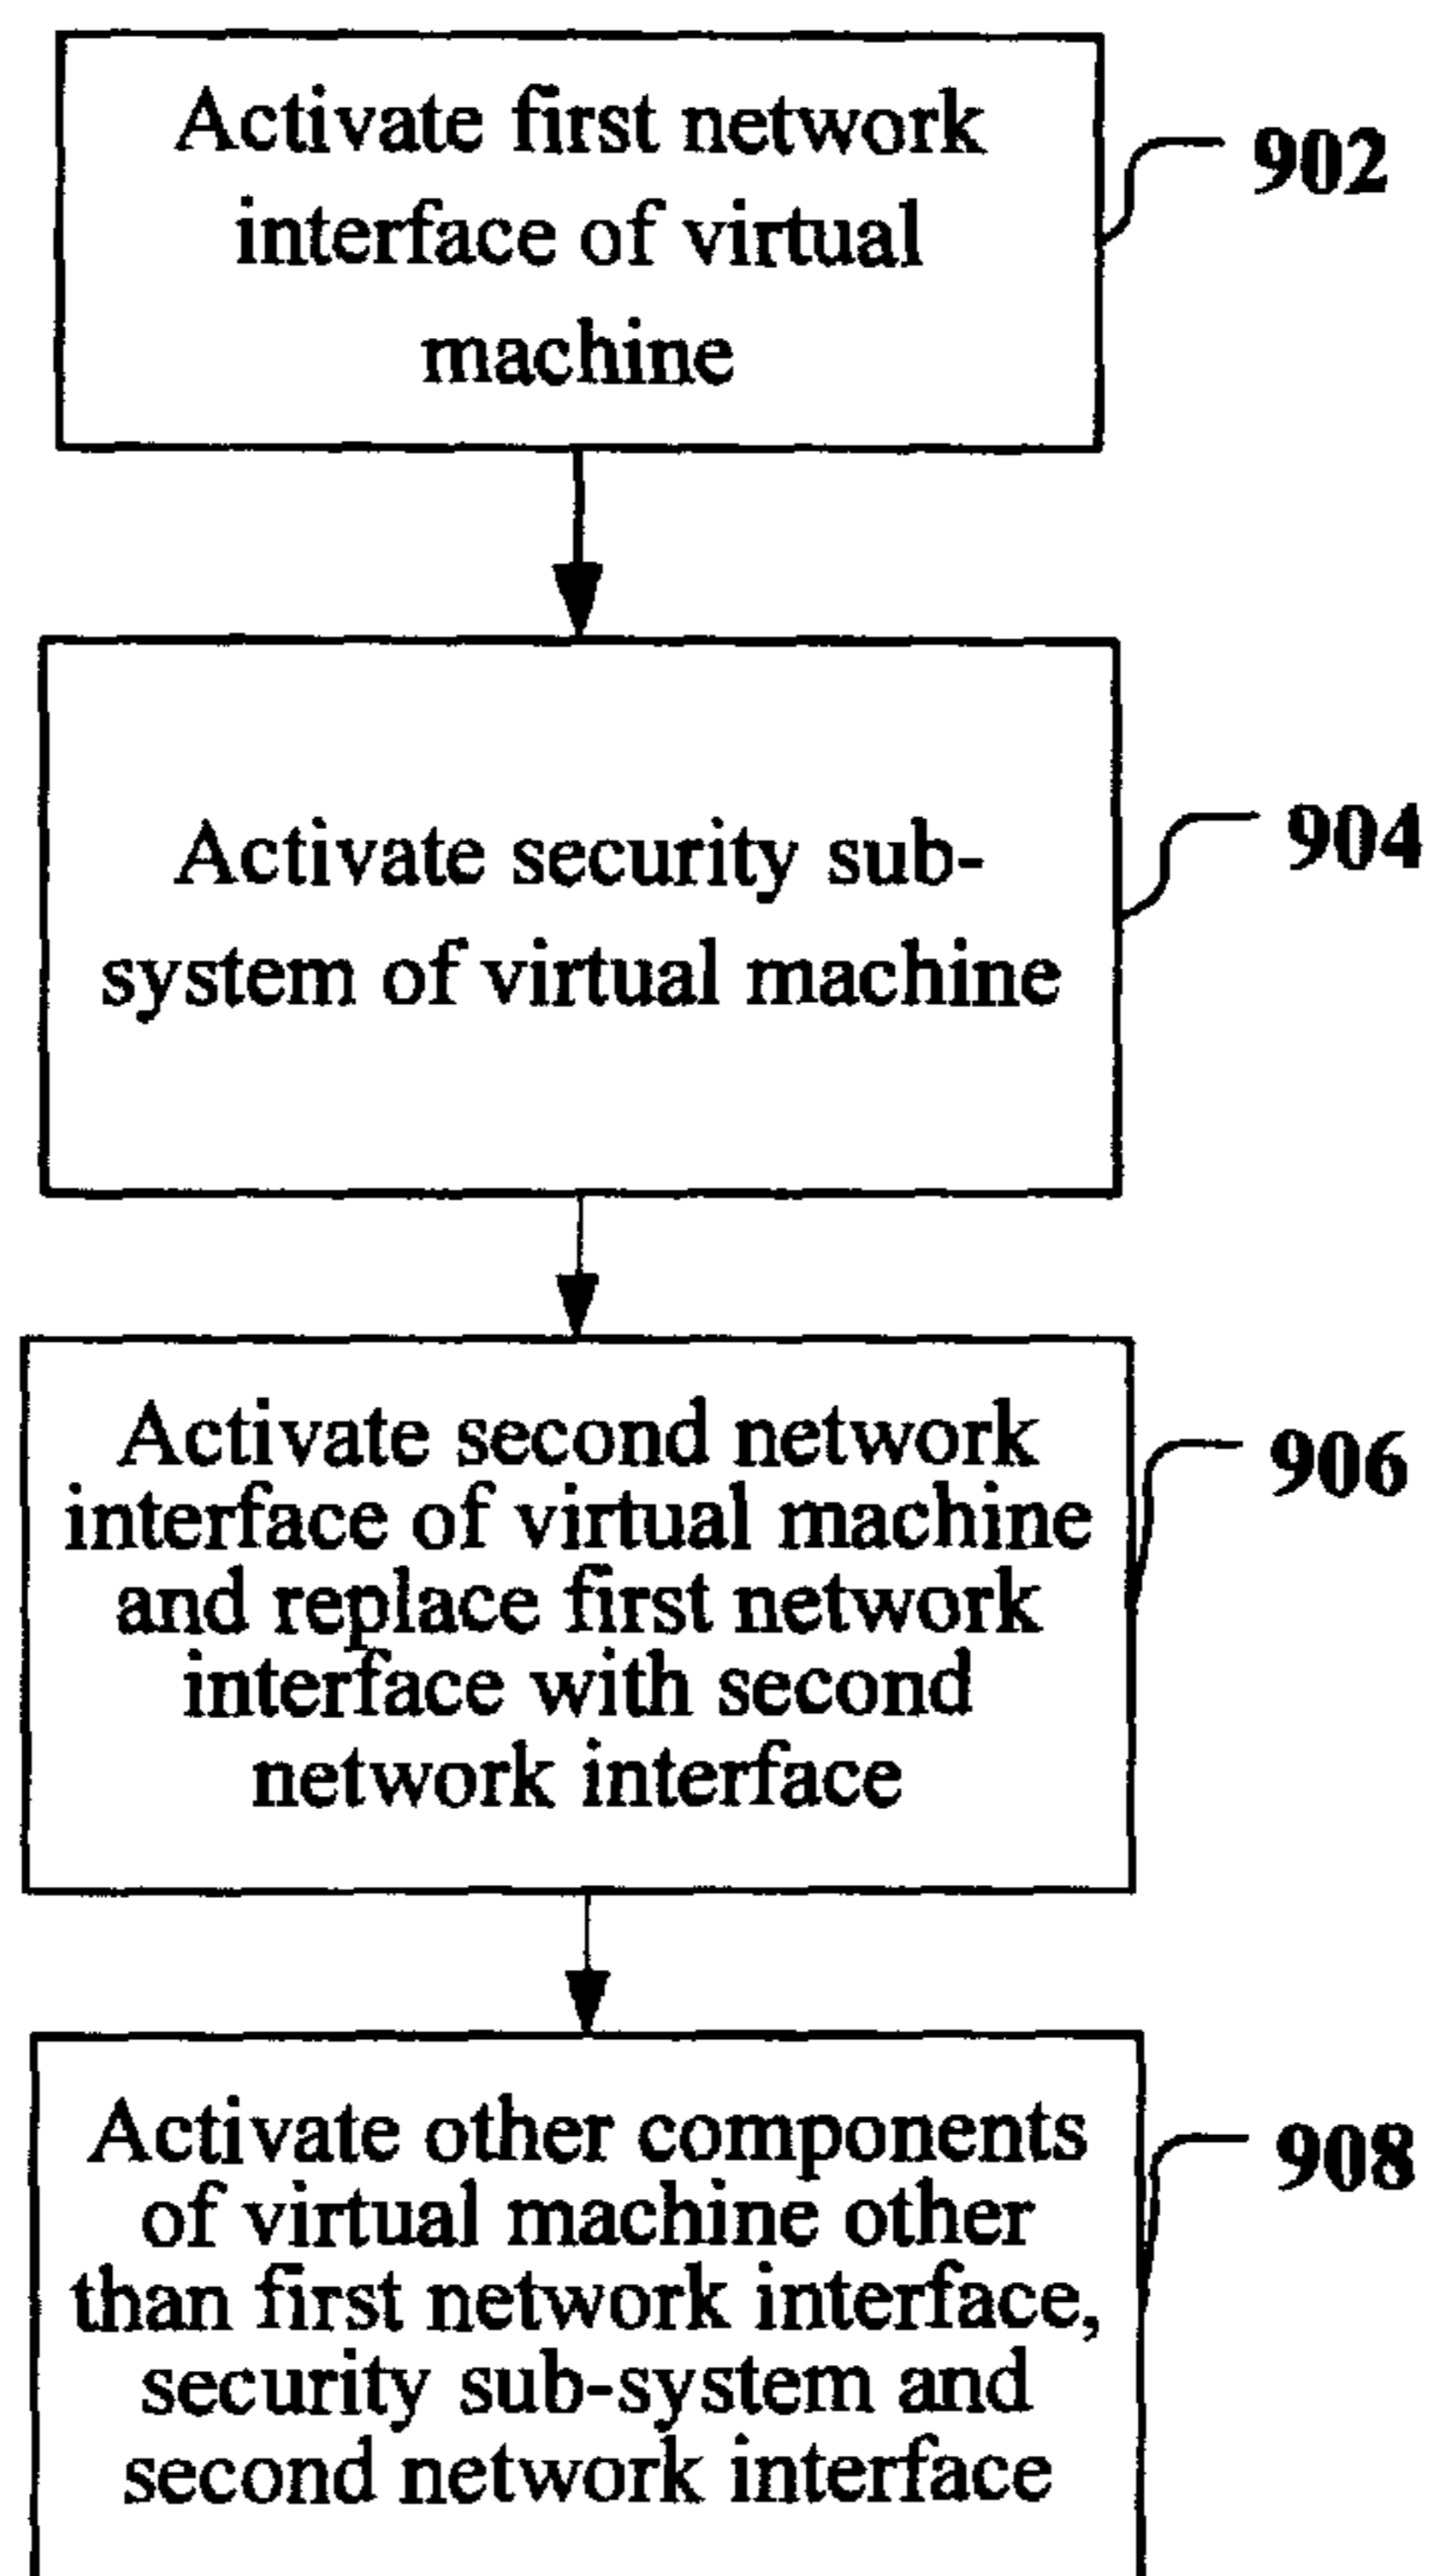 Activate first network
interface of virtual
machine
902
Activate security sub-
system of virtual machine
904
Activate second network
interface of virtual machine
and replace first network
interface with second
network interface
906
Activate other components
of virtual machine other
than first network interface,
security sub-system and
second network interface
908